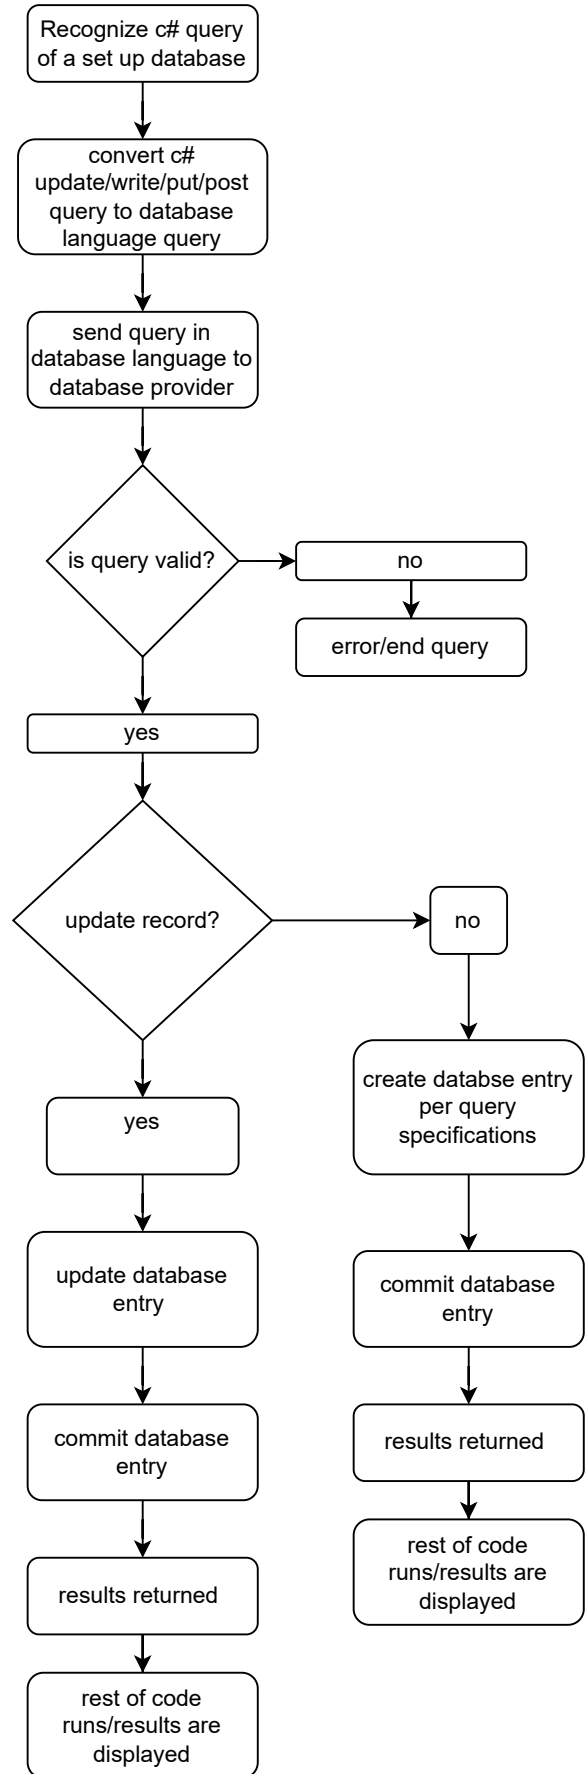 Recognize c# query
of a set up database
convert c#
update/write/put/post
query to database
language query
send query in
database language to
database provider
is query valid?
no
error/end query
yes
update record?
no
yes
create databse entry
per query
specifications
update database
entry
commit database
entry
commit database
entry
results returned
results returned
rest of code
runs/results are
displayed
rest of code
runs/results are
displayed